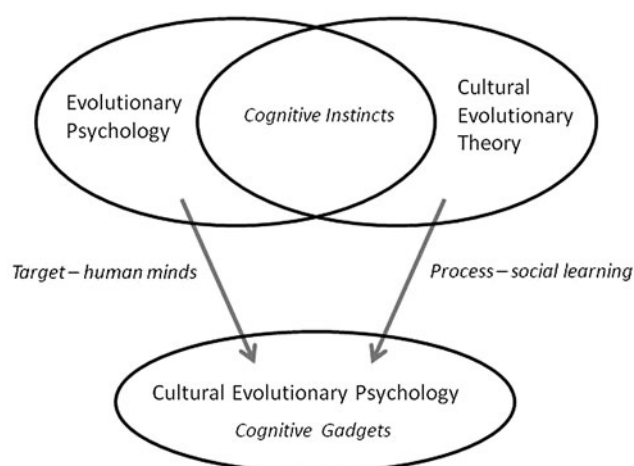 Evolutionary
Psychology
Cognitive Instincts
Cultural
Evolutionary
Theory
Target – human minds
Process – social learning
Cultural Evolutionary Psychology
Cognitive Gadgets